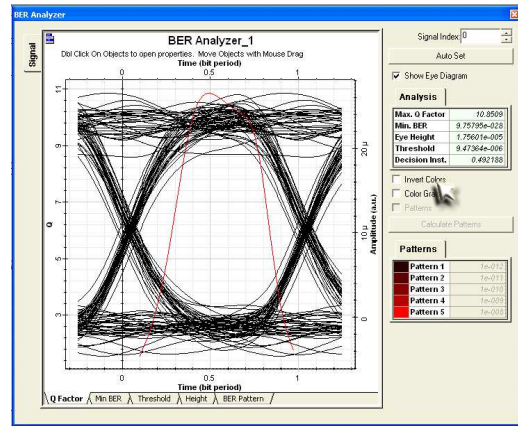 BER Analyzer
Signal
BER Analyzer_1
Dbl Click On Objects to open properties. Move Objects with Mouse Drag
Time (bit period)
0 0.5 1
11
9
7
5
3
Q
20 µ
10 µ
0
Amplitude (a.u.)
0 0.5 1
Time (bit period)
Q Factor Min BER Threshold Height BER Pattern
Signal Index 0
Auto Set
Show Eye Diagram
Analysis
Max. Q Factor 10.8509
Min. BER 9.75795e-028
Eye Height 1.75601e-005
Threshold 9.47364e-006
Decision Inst. 0.492188
Invert Colors
Color
Patterns
Calculate Patterns
Patterns
Pattern 1 1e-012
Pattern 2 1e-011
Pattern 3 1e-010
Pattern 4 1e-009
Pattern 5 1e-008